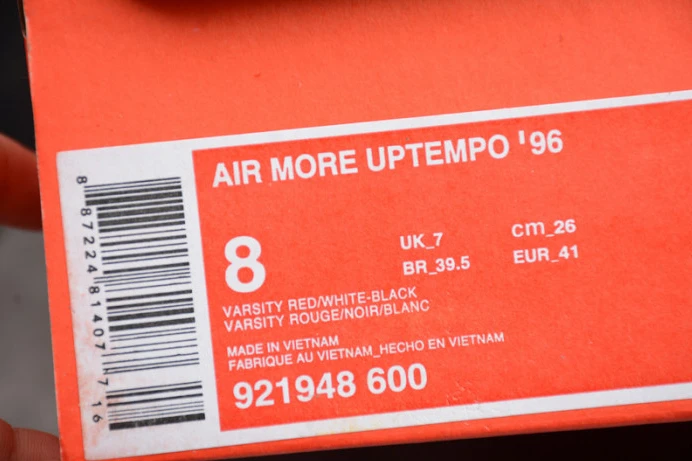 AIR MORE UPTEMPO '96
8
UK_7 cm_26
BR_39.5 EUR_41
VARSITY RED/WHITE-BLACK
VARSITY ROUGE/NOIR/BLANC
MADE IN VIETNAM
FABRIQUE AU VIETNAM_HECHO EN VIETNAM
921948 600
8 87224 81407 7 16